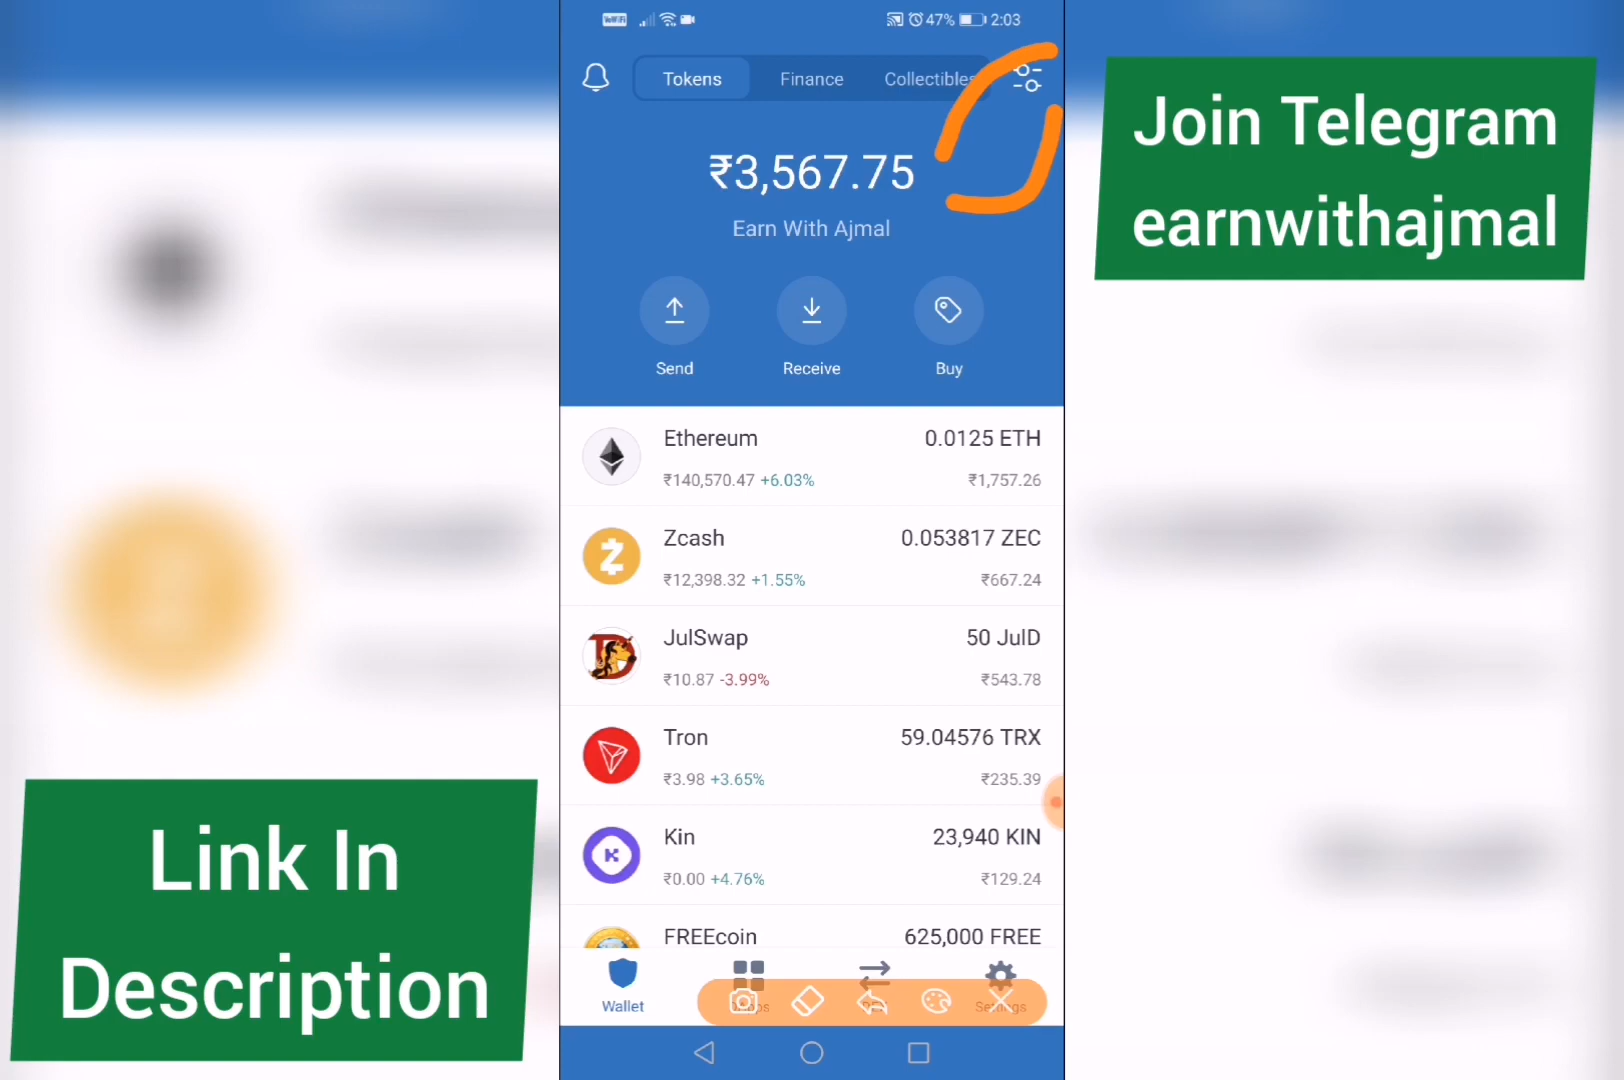 VoWiFi
47% 2:03
Tokens Finance Collectibles
₹3,567.75
Earn With Ajmal
Send Receive Buy
Ethereum 0.0125 ETH
₹140,570.47 +6.03% ₹1,757.26
Zcash 0.053817 ZEC
₹12,398.32 +1.55% ₹667.24
JulSwap 50 JulD
₹10.87 -3.99% ₹543.78
Tron 59.04576 TRX
₹3.98 +3.65% ₹235.39
Kin 23,940 KIN
₹0.00 +4.76% ₹129.24
FREEcoin 625,000 FREE
Wallet Settings
Join Telegram
earnwithajmal
Link In
Description